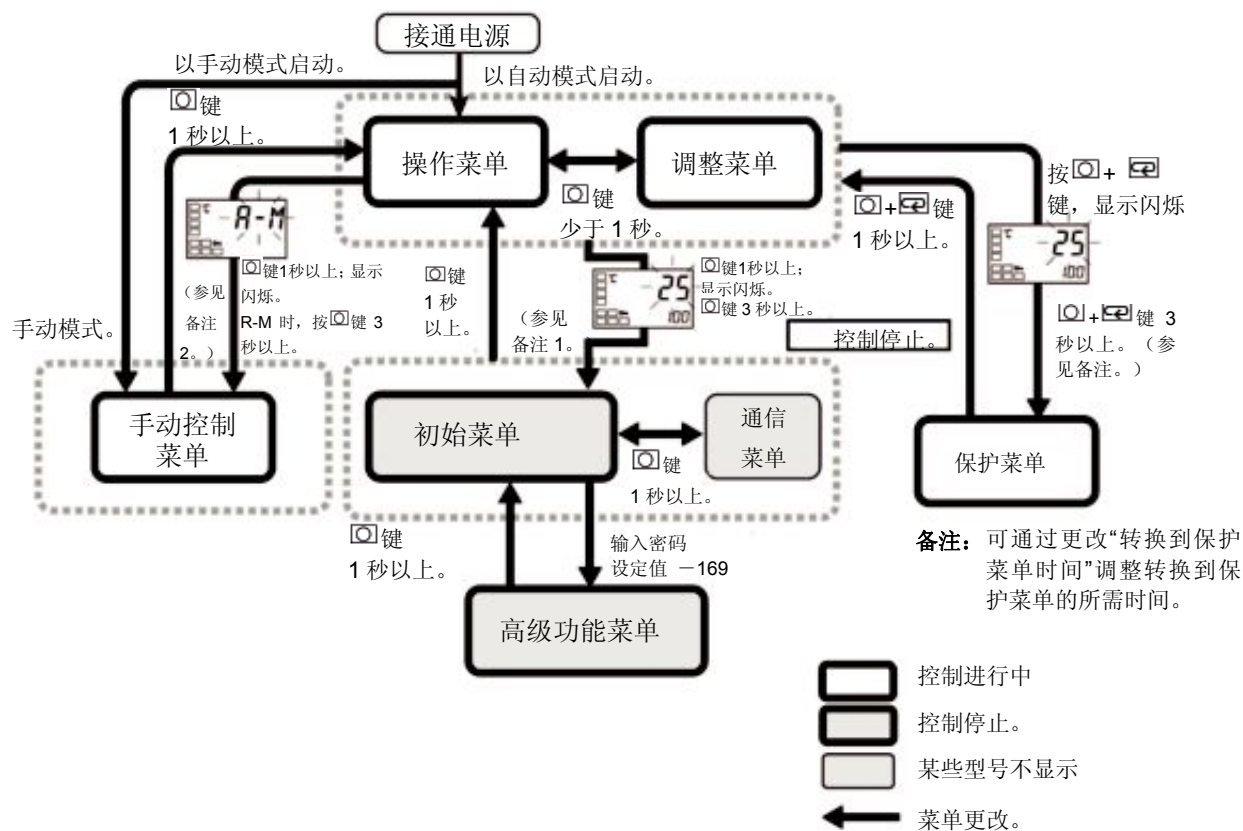 接通电源
以手动模式启动。
以自动模式启动。
键
1 秒以上。
操作菜单
调整菜单
键
少于 1 秒。
按 + 键，显示闪烁
+ 键
1 秒以上。
A-M
℃
25
100
键1秒以上；显示
闪烁。
R-M 时，按 键 3
秒以上。
（参见
备注
2。）
键
1 秒
以上。
℃
25
100
键1秒以上；
显示闪烁。
键 3 秒以上。
（参见
备注 1。
手动模式。
控制停止。
+ 键 3
秒以上。（参
见备注。）
手动控制
菜单
初始菜单
通信
菜单
键
1 秒以上。
保护菜单
键
1 秒以上。
输入密码
设定值 －169
高级功能菜单
备注：可通过更改“转换到保护
菜单时间”调整转换到保
护菜单的所需时间。
控制进行中
控制停止。
某些型号不显示
菜单更改。